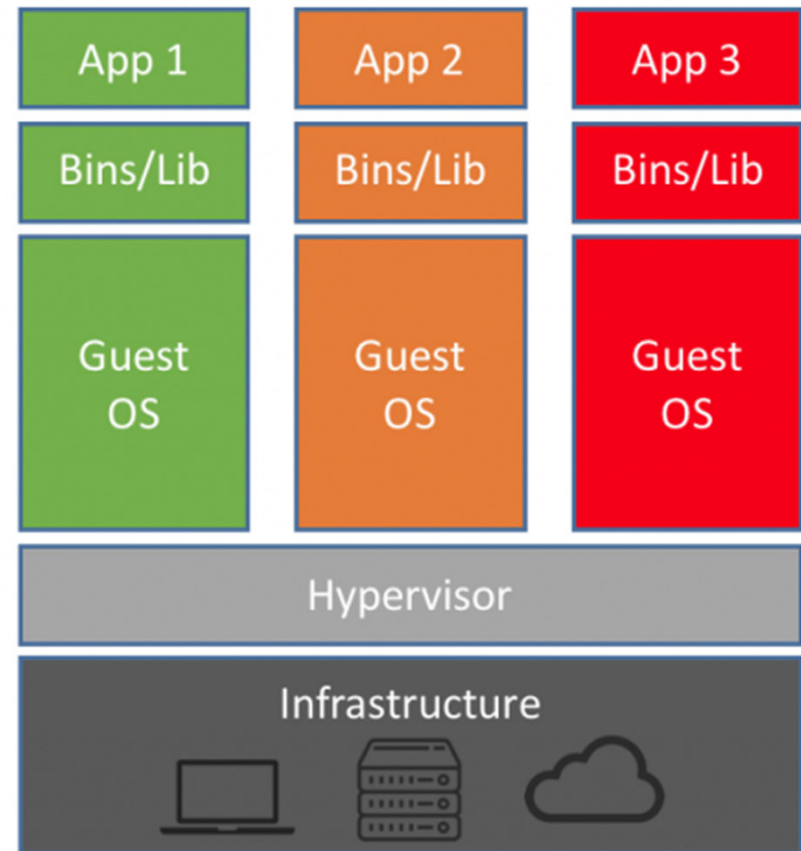 App 1
App 2
App 3
Bins/Lib
Bins/Lib
Bins/Lib
Guest
OS
Guest
OS
Guest
OS
Hypervisor
Infrastructure